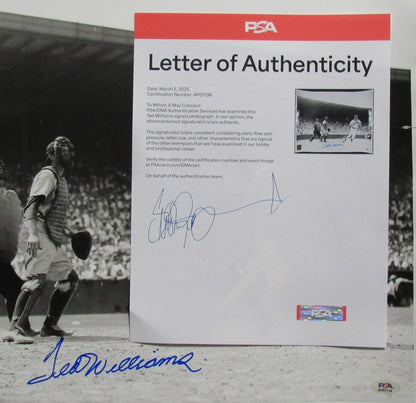 PSA
Letter of Authenticity
Date: March 5, 2025
Certification Number: AP07138
To Whom It May Concern:
PSA/DNA Authentication Services has examined this
Ted Williams signed photograph. In our opinion, the
aforementioned signature(s) is/are authentic.
The signature(s) is/are consistent considering slant, flow, pen
pressure, letter size, and other characteristics that are typical of
the other exemplars that we have examined in our hobby
and professional career.
Verify the validity of the certification number and exact image
at PSAcard.com/DNAcert.
On behalf of the authentication team,
PSA
Ted Williams
PSA